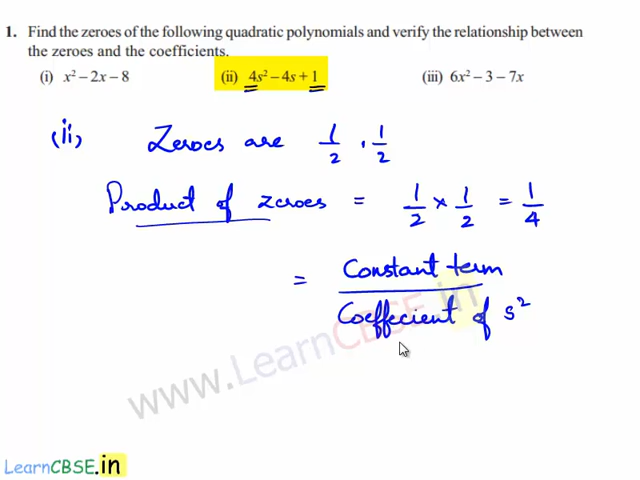 1. Find the zeroes of the following quadratic polynomials and verify the relationship between
the zeroes and the coefficients.
(i) x² – 2x – 8 (ii) 4s² – 4s + 1 (iii) 6x² – 3 – 7x
(ii) Zeroes are 1/2 , 1/2
Product of zeroes = 1/2 × 1/2 = 1/4
= Constant term / Coeffecient of s²
www.LearnCBSE.in
LearnCBSE.in